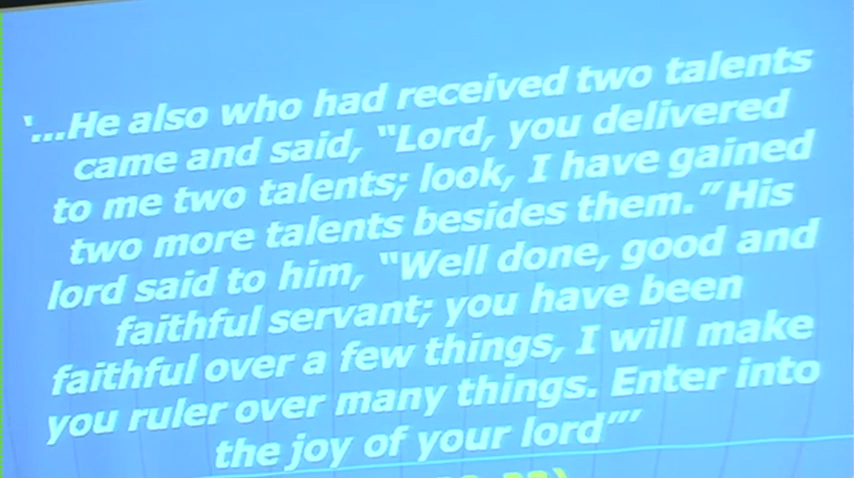 ‘...He also who had received two talents
came and said, “Lord, you delivered
to me two talents; look, I have gained
two more talents besides them.” His
lord said to him, “Well done, good and
faithful servant; you have been
faithful over a few things, I will make
you ruler over many things. Enter into
the joy of your lord”’